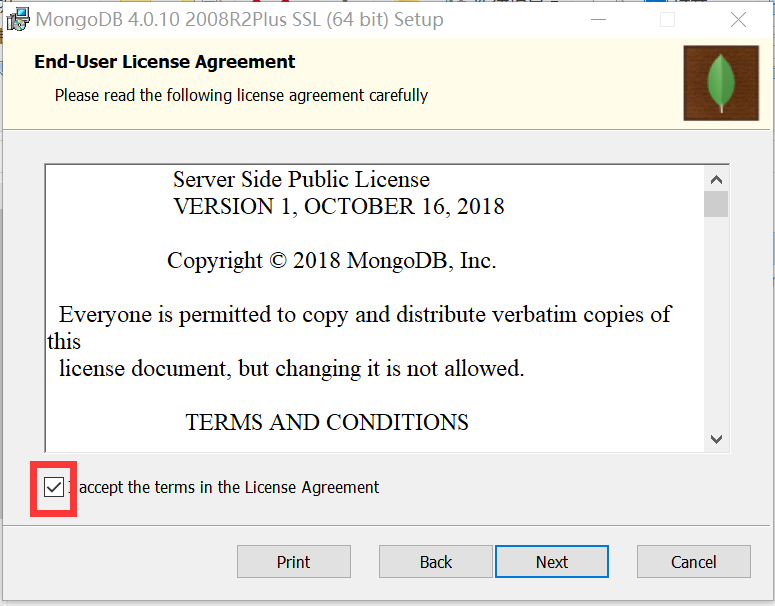 MongoDB 4.0.10 2008R2Plus SSL (64 bit) Setup
End-User License Agreement
Please read the following license agreement carefully
Server Side Public License
VERSION 1, OCTOBER 16, 2018
Copyright © 2018 MongoDB, Inc.
Everyone is permitted to copy and distribute verbatim copies of
this
license document, but changing it is not allowed.
TERMS AND CONDITIONS
I accept the terms in the License Agreement
Print
Back
Next
Cancel